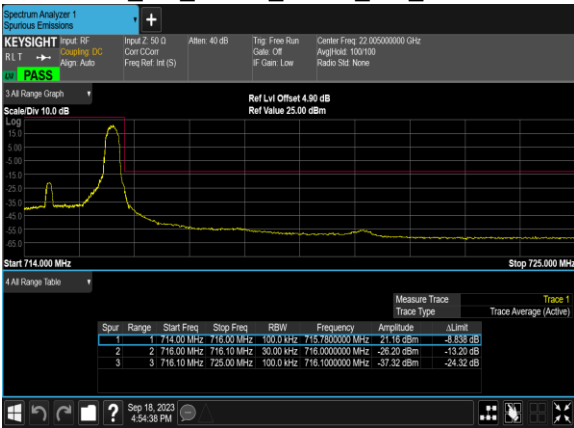 Spectrum Analyzer 1
Spurious Emissions
+
KEYSIGHT Input: RF Input Z: 50 Ω Atten: 40 dB Trig: Free Run Center Freq: 22.005000000 GHz
RLT Coupling: DC Corr CCorr Gate: Off Avg|Hold: 100/100
Align: Auto Freq Ref: Int (S) IF Gain: Low Radio Std: None
PASS
3 All Range Graph
Ref Lvl Offset 4.90 dB
Scale/Div 10.0 dB Ref Value 25.00 dBm
Log
15.0
5.00
-5.00
-15.0
-25.0
-35.0
-45.0
-55.0
-65.0
Start 714.000 MHz Stop 725.000 MHz
4 All Range Table
Measure Trace Trace 1
Trace Type Trace Average (Active)
Spur Range Start Freq Stop Freq RBW Frequency Amplitude ΔLimit
1 1 714.00 MHz 716.00 MHz 100.0 kHz 715.7800000 MHz 21.16 dBm -8.838 dB
2 2 716.00 MHz 716.10 MHz 30.00 kHz 716.0000000 MHz -26.20 dBm -13.20 dB
3 3 716.10 MHz 725.00 MHz 100.0 kHz 716.1000000 MHz -37.32 dBm -24.32 dB
? Sep 18, 2023
4:54:38 PM